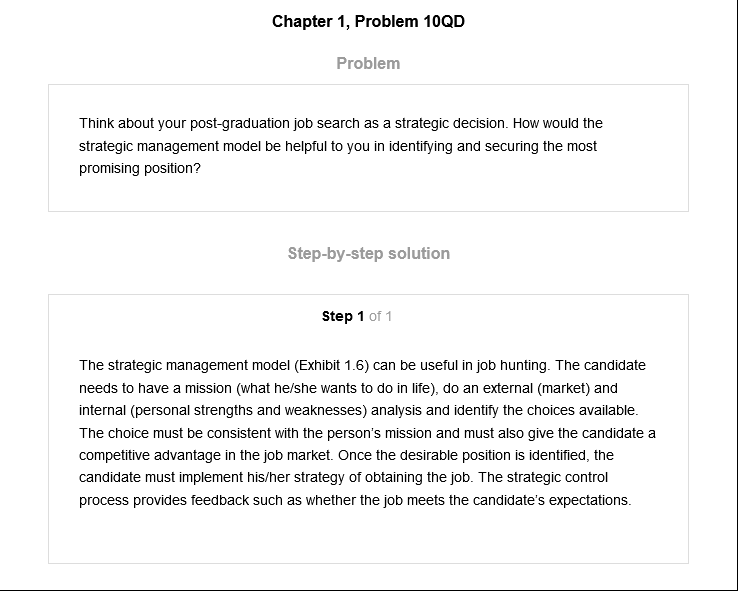 Chapter 1, Problem 10QD
Problem
Think about your post-graduation job search as a strategic decision. How would the
strategic management model be helpful to you in identifying and securing the most
promising position?
Step-by-step solution
Step 1 of 1
The strategic management model (Exhibit 1.6) can be useful in job hunting. The candidate
needs to have a mission (what he/she wants to do in life), do an external (market) and
internal (personal strengths and weaknesses) analysis and identify the choices available.
The choice must be consistent with the person's mission and must also give the candidate a
competitive advantage in the job market. Once the desirable position is identified, the
candidate must implement his/her strategy of obtaining the job. The strategic control
process provides feedback such as whether the job meets the candidate's expectations.